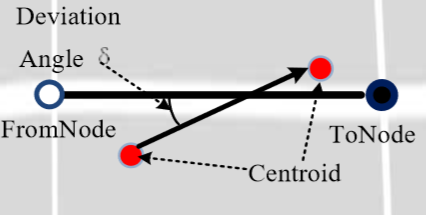 Deviation
Angle δ
FromNode
ToNode
Centroid